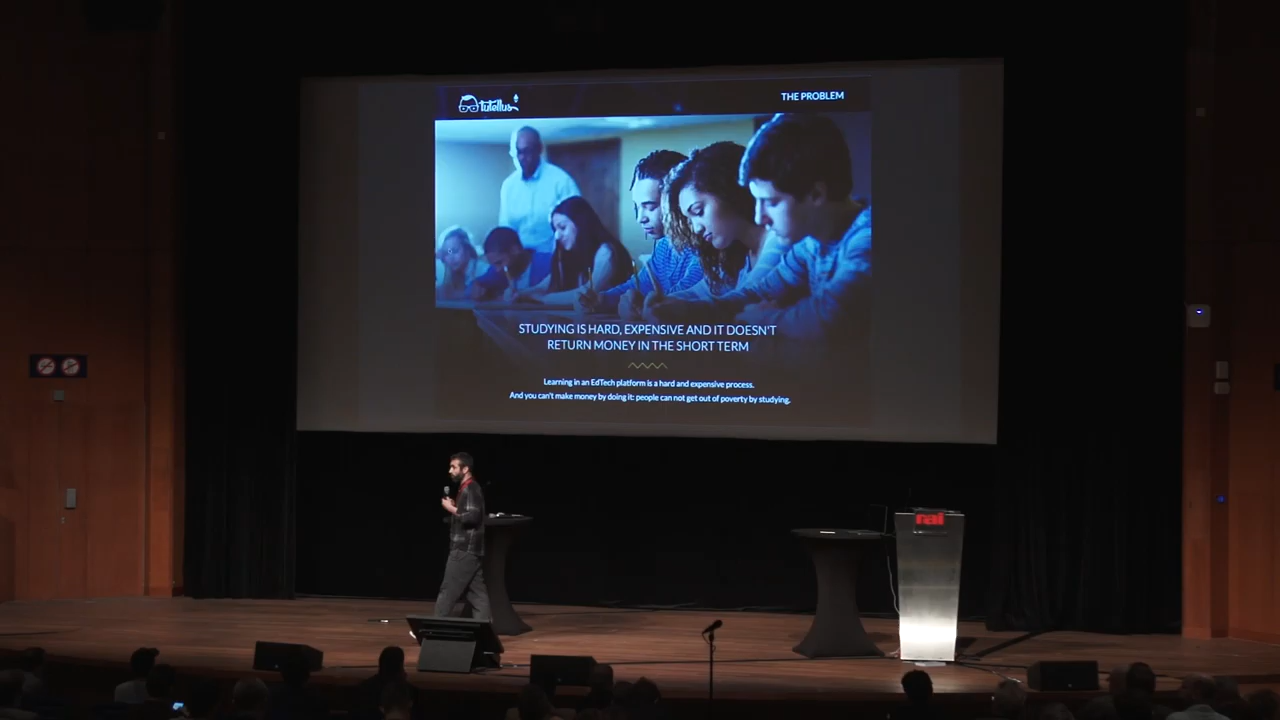 tutellus
THE PROBLEM
STUDYING IS HARD, EXPENSIVE AND IT DOESN'T
RETURN MONEY IN THE SHORT TERM
Learning in an EdTech platform is a hard and expensive process.
And you can't make money by doing it: people can not get out of poverty by studying.
rai